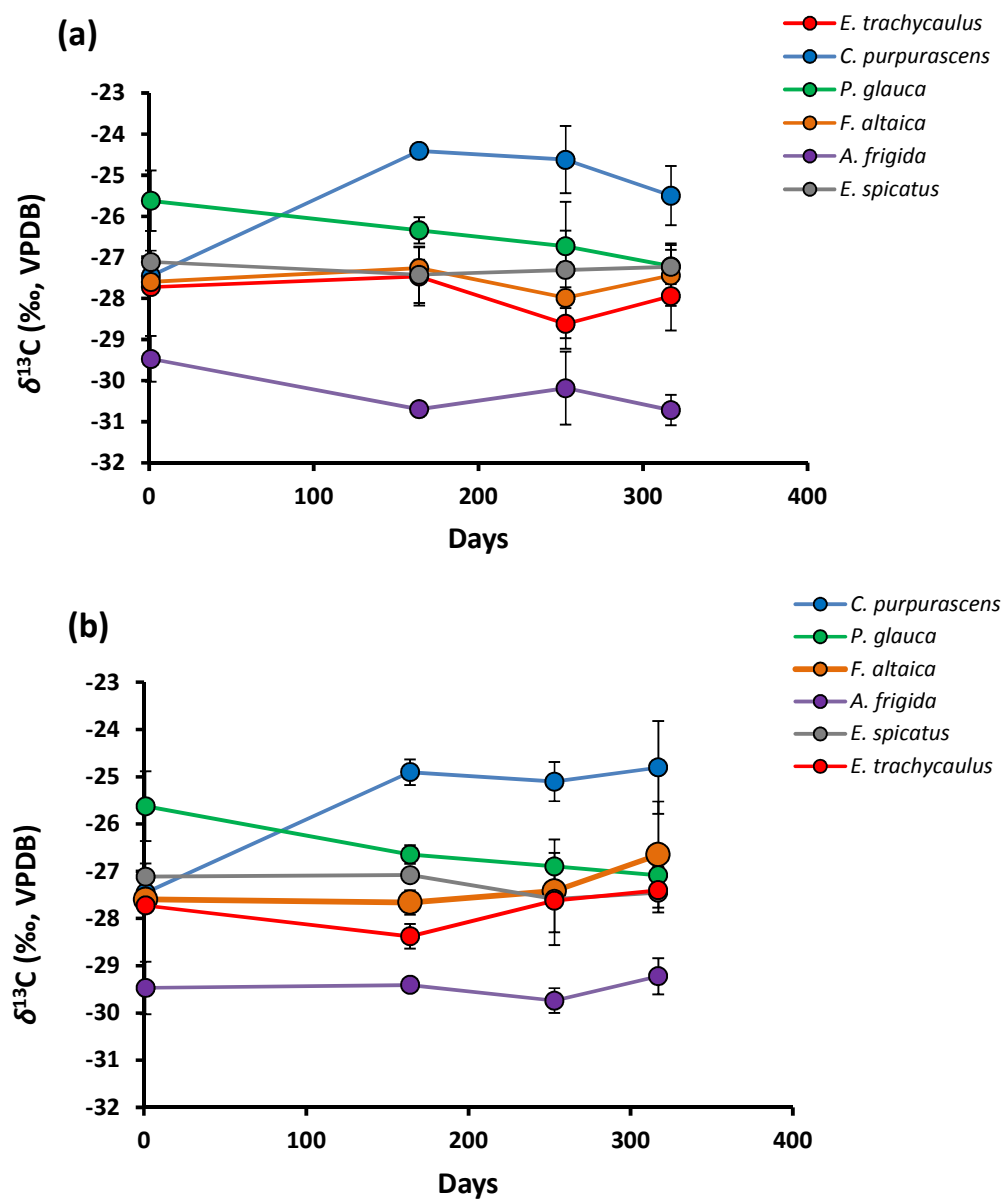 (a)
E. trachycaulus
C. purpurascens
P. glauca
F. altaica
A. frigida
E. spicatus
-23
-24
-25
-26
-27
-28
-29
-30
-31
-32
δ¹³C (‰, VPDB)
0 100 200 300 400
Days
(b)
C. purpurascens
P. glauca
F. altaica
A. frigida
E. spicatus
E. trachycaulus
-23
-24
-25
-26
-27
-28
-29
-30
-31
-32
δ¹³C (‰, VPDB)
0 100 200 300 400
Days